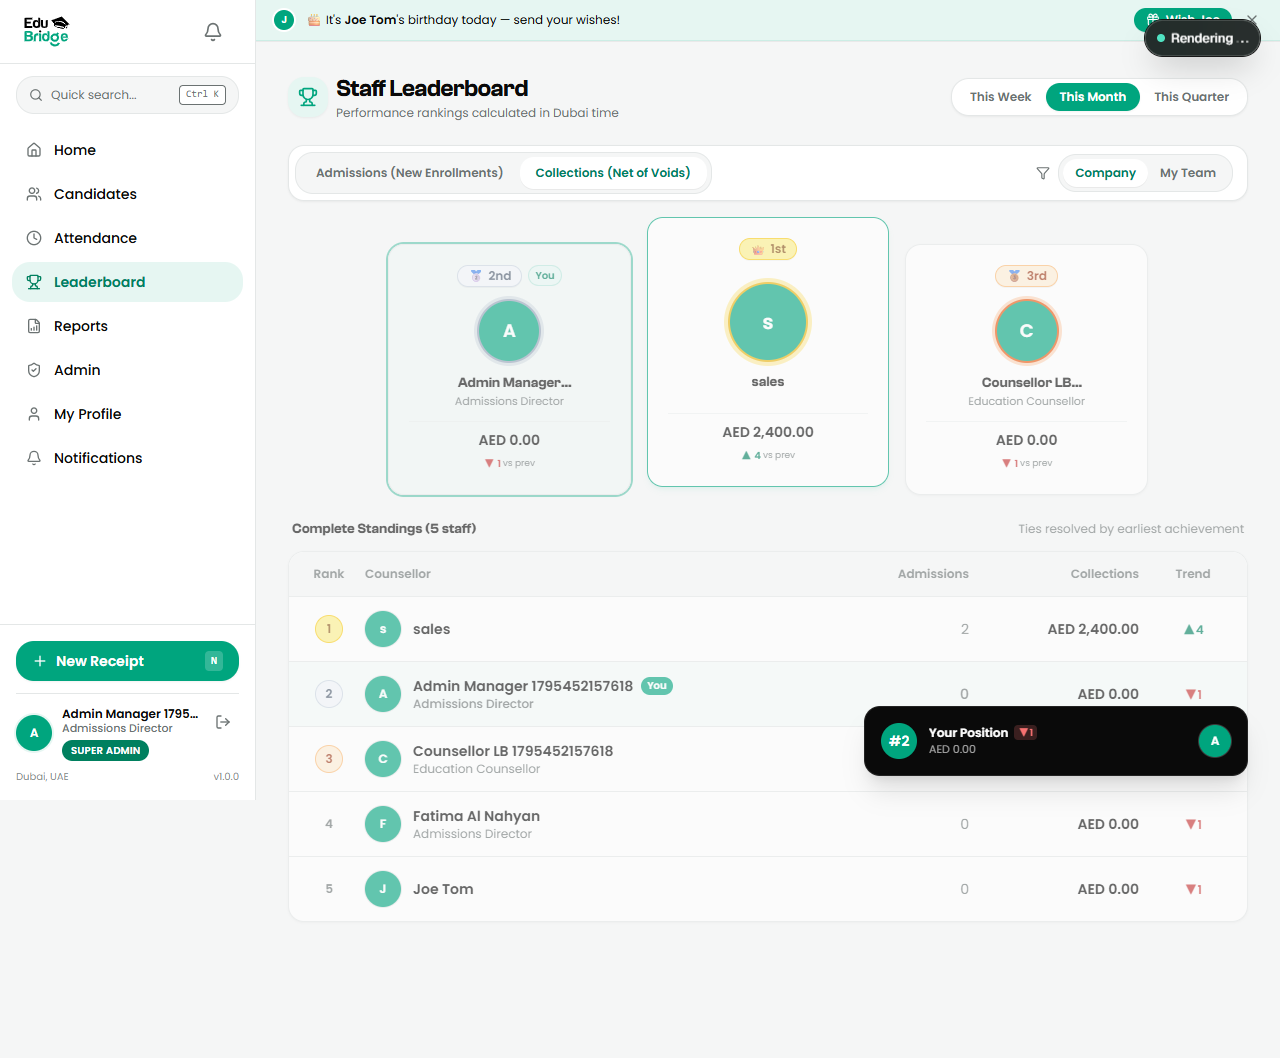 Edu
Bridge
Quick search...
Ctrl K
Home
Candidates
Attendance
Leaderboard
Reports
Admin
My Profile
Notifications
+ New Receipt
N
A
Admin Manager 1795...
Admissions Director
SUPER ADMIN
Dubai, UAE
v1.0.0
J
It's Joe Tom's birthday today — send your wishes!
Rendering ...
Staff Leaderboard
Performance rankings calculated in Dubai time
This Week
This Month
This Quarter
Admissions (New Enrollments)
Collections (Net of Voids)
Company
My Team
2nd
You
A
Admin Manager...
Admissions Director
AED 0.00
▼ 1 vs prev
1st
s
sales
AED 2,400.00
▲ 4 vs prev
3rd
C
Counsellor LB...
Education Counsellor
AED 0.00
▼ 1 vs prev
Complete Standings (5 staff)
Ties resolved by earliest achievement
Rank
Counsellor
Admissions
Collections
Trend
1
s
sales
2
AED 2,400.00
▲4
2
A
Admin Manager 1795452157618
You
Admissions Director
0
AED 0.00
▼1
3
C
Counsellor LB 1795452157618
Education Counsellor
#2
Your Position
▼1
AED 0.00
A
4
F
Fatima Al Nahyan
Admissions Director
0
AED 0.00
▼1
5
J
Joe Tom
0
AED 0.00
▼1